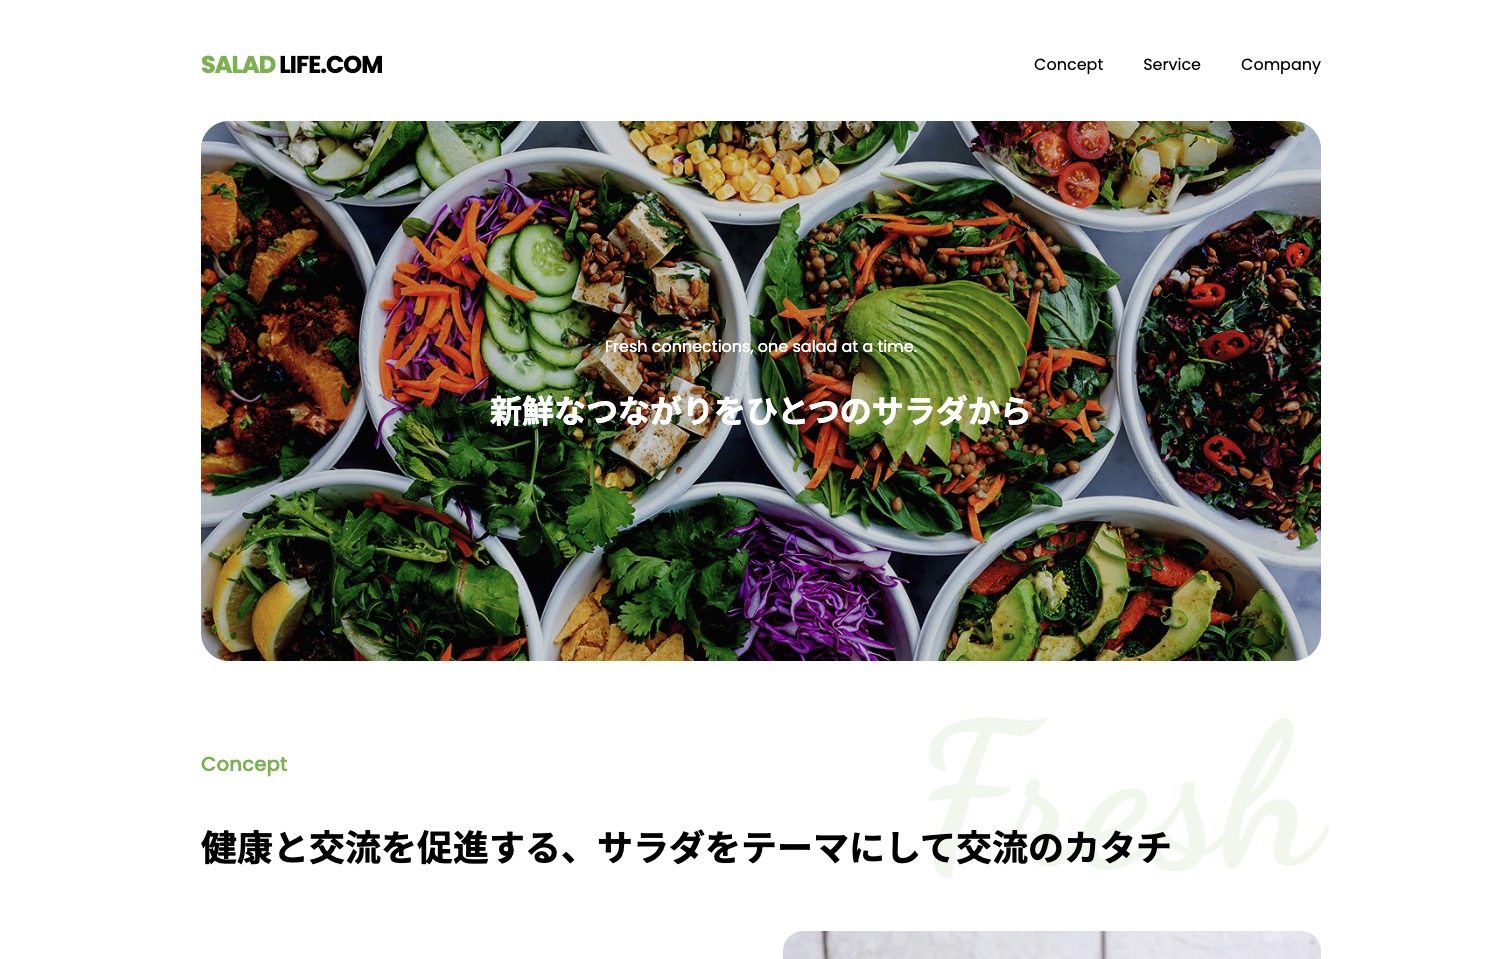 SALAD LIFE.COM
Concept Service Company
Fresh connections, one salad at a time.
新鮮なつながりをひとつのサラダから
Fresh
Concept
健康と交流を促進する、サラダをテーマにして交流のカタチ